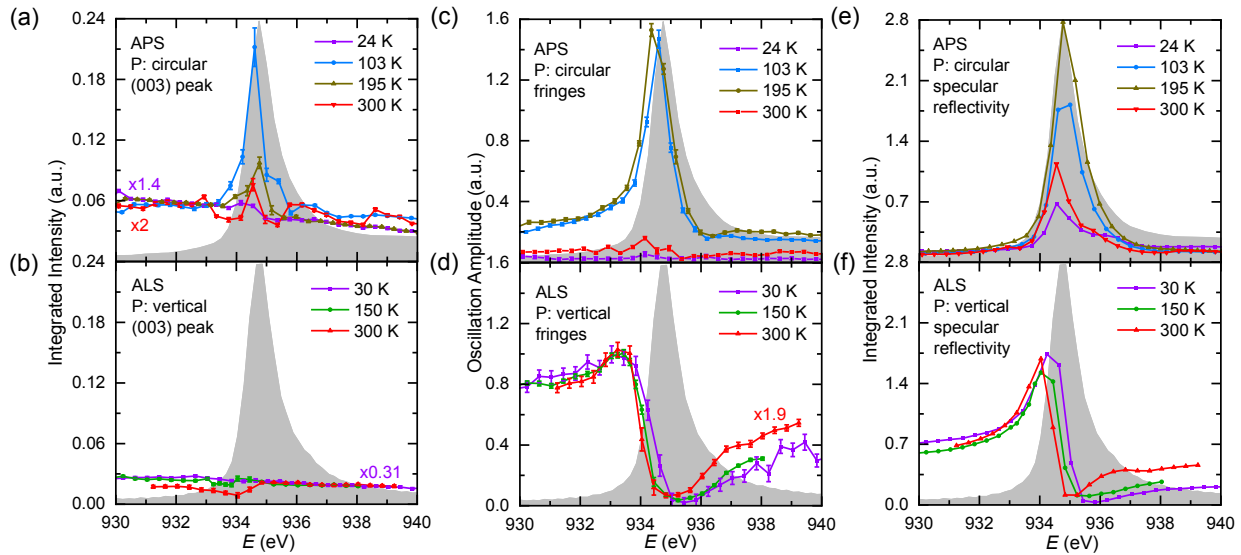 (a)
APS
P: circular
(003) peak
24 K
103 K
195 K
300 K
x1.4
x2
0.24
0.18
0.12
0.06
0.24
(b)
ALS
P: vertical
(003) peak
30 K
150 K
300 K
x0.31
0.18
0.12
0.06
0.00
Integrated Intensity (a.u.)
930 932 934 936 938 940
E (eV)
(c)
APS
P: circular
fringes
24 K
103 K
195 K
300 K
1.6
1.2
0.8
0.4
1.6
(d)
ALS
P: vertical
fringes
30 K
150 K
300 K
x1.9
1.2
0.8
0.4
0.0
Oscillation Amplitude (a.u.)
930 932 934 936 938 940
E (eV)
(e)
APS
P: circular
specular
reflectivity
24 K
103 K
195 K
300 K
2.8
2.1
1.4
0.7
2.8
(f)
ALS
P: vertical
specular
reflectivity
30 K
150 K
300 K
2.1
1.4
0.7
0.0
Integrated Intensity (a.u.)
930 932 934 936 938 940
E (eV)